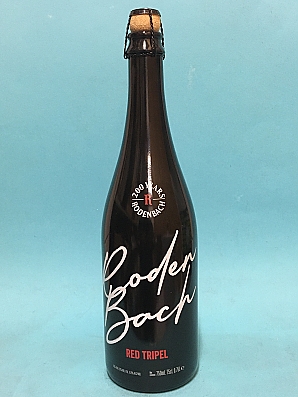 200 YEARS
R
RODENBACH
Roden
Bach
RED TRIPEL